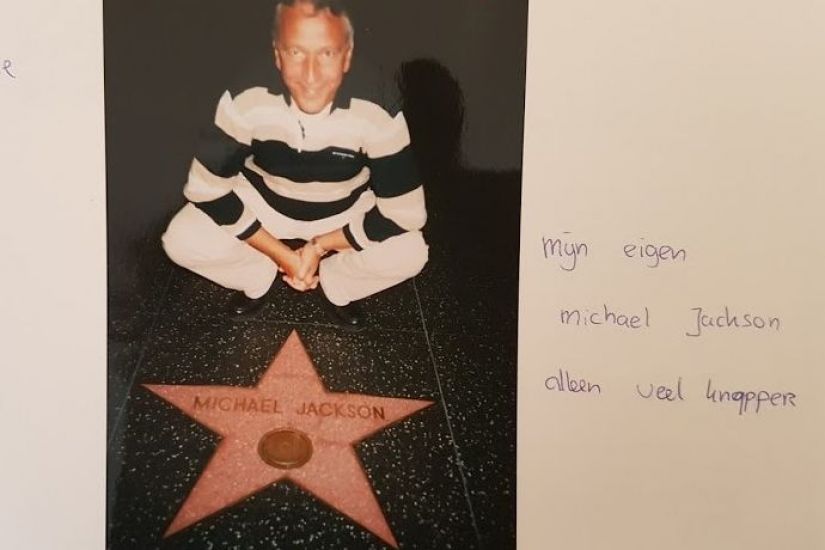 MICHAEL JACKSON
mijn eigen
michael Jackson
alleen veel knapper